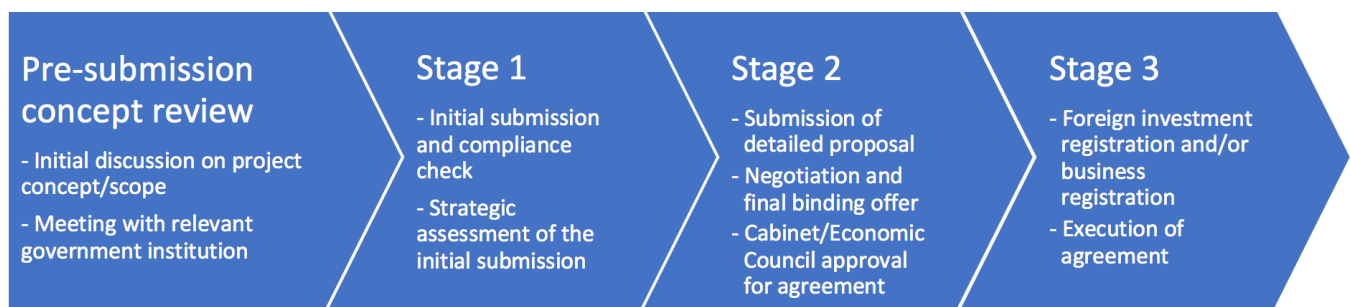 Pre-submission
concept review
- Initial discussion on project
concept/scope
- Meeting with relevant
government institution
Stage 1
- Initial submission
and compliance
check
- Strategic
assessment of the
initial submission
Stage 2
- Submission of
detailed proposal
- Negotiation and
final binding offer
- Cabinet/Economic
Council approval
for agreement
Stage 3
- Foreign investment
registration and/or
business
registration
- Execution of
agreement